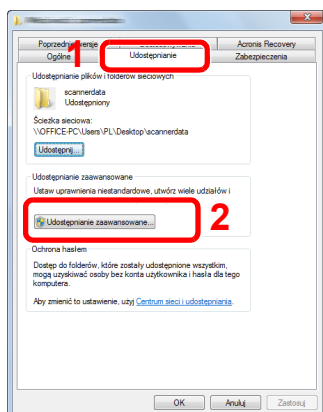 Poprzednie wersje
Acronis Recovery
Ogólne
Udostępnianie
Zabezpieczenia
1
Udostępnianie plików i folderów sieciowych
scannerdata
Udostępniony
Ścieżka sieciowa:
\\OFFICE-PC\Users\PL\Desktop\scannerdata
Udostępnij...
Udostępnianie zaawansowane
Ustaw uprawnienia niestandardowe, utwórz wiele udziałów i
Udostępnianie zaawansowane...
2
Ochrona hasłem
Dostęp do folderów, które zostały udostępnione wszystkim,
mogą uzyskiwać osoby bez konta użytkownika i hasła dla tego
komputera.
Aby zmienić to ustawienie, użyj Centrum sieci i udostępniania.
OK
Anuluj
Zastosuj